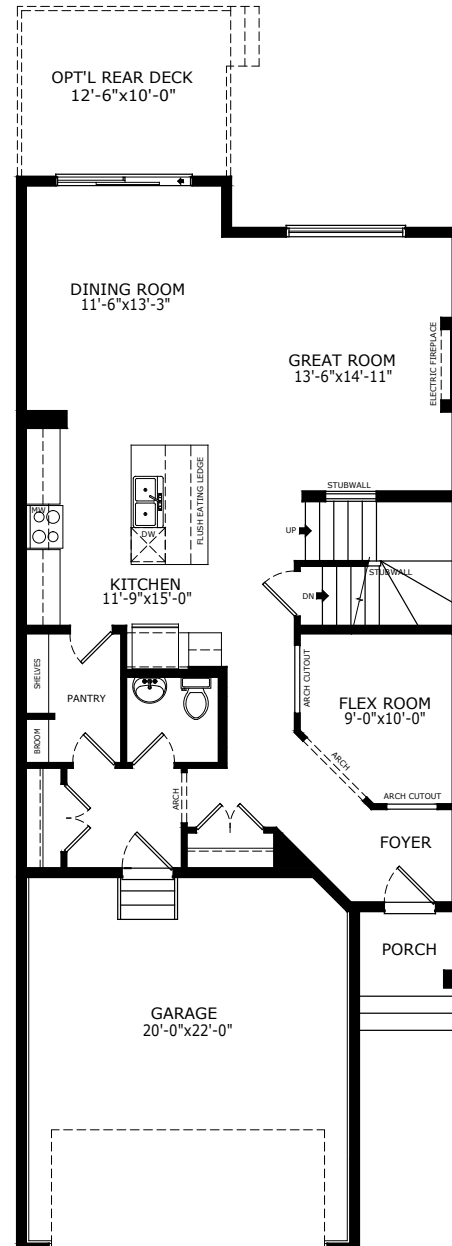 OPT'L REAR DECK
12'-6"x10'-0"
DINING ROOM
11'-6"x13'-3"
GREAT ROOM
13'-6"x14'-11"
ELECTRIC FIREPLACE
STUBWALL
FLUSH EATING LEDGE
MW
DW
UP
STUBWALL
DN
KITCHEN
11'-9"x15'-0"
SHELVES
PANTRY
BROOM
ARCH CUTOUT
FLEX ROOM
9'-0"x10'-0"
ARCH
ARCH CUTOUT
ARCH
FOYER
PORCH
GARAGE
20'-0"x22'-0"